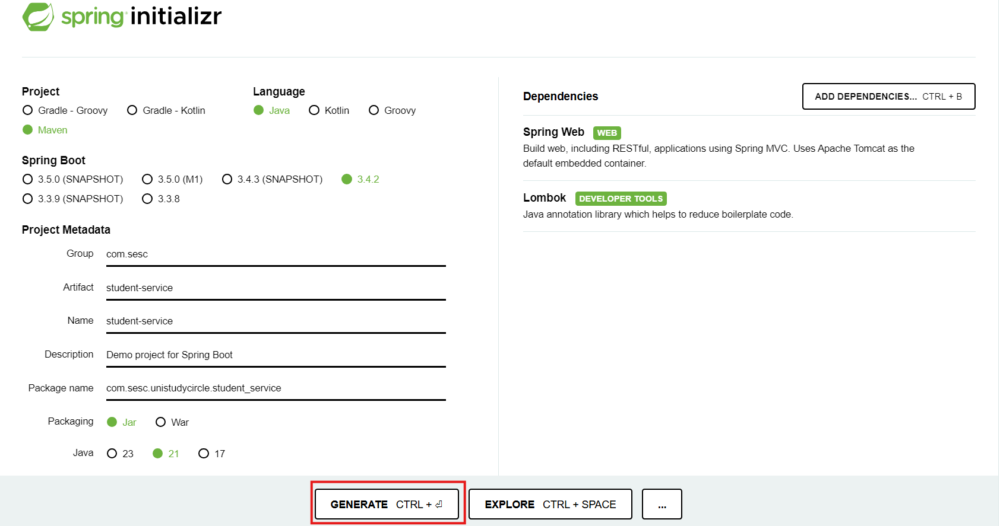 spring initializr
Project
Gradle - Groovy Gradle - Kotlin
Maven
Language
Java Kotlin Groovy
Spring Boot
3.5.0 (SNAPSHOT) 3.5.0 (M1) 3.4.3 (SNAPSHOT) 3.4.2
3.3.9 (SNAPSHOT) 3.3.8
Project Metadata
Group com.sesc
Artifact student-service
Name student-service
Description Demo project for Spring Boot
Package name com.sesc.unistudycircle.student_service
Packaging Jar War
Java 23 21 17
Dependencies
ADD DEPENDENCIES... CTRL + B
Spring Web WEB
Build web, including RESTful, applications using Spring MVC. Uses Apache Tomcat as the
default embedded container.
Lombok DEVELOPER TOOLS
Java annotation library which helps to reduce boilerplate code.
GENERATE CTRL + ⏎
EXPLORE CTRL + SPACE
...